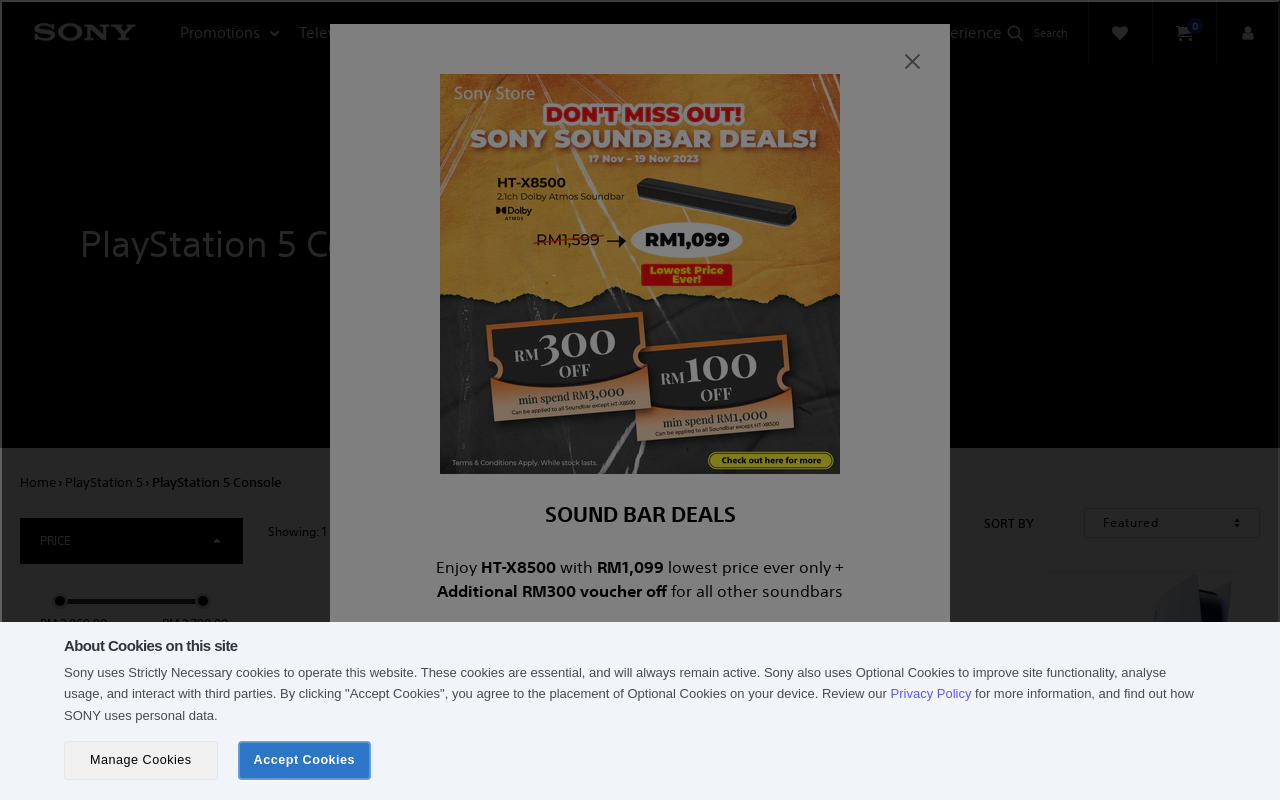 SONY
Promotions
Telev
erience
Search
0
Sony Store
DON'T MISS OUT!
SONY SOUNDBAR DEALS!
17 Nov – 19 Nov 2023
HT-X8500
2.1ch Dolby Atmos Soundbar
Dolby
ATMOS
RM1,599
RM1,099
Lowest Price
Ever!
RM300
OFF
min spend RM3,000
Can be applied to all Soundbar except HT-X8500
RM100
OFF
min spend RM1,000
Can be applied to all Soundbar except HT-X8500
Terms & Conditions Apply. While stock lasts.
Check out here for more
PlayStation 5 Co
Home › PlayStation 5 › PlayStation 5 Console
PRICE
Showing: 1
SORT BY
Featured
SOUND BAR DEALS
Enjoy HT-X8500 with RM1,099 lowest price ever only +
Additional RM300 voucher off for all other soundbars
About Cookies on this site
Sony uses Strictly Necessary cookies to operate this website. These cookies are essential, and will always remain active. Sony also uses Optional Cookies to improve site functionality, analyse
usage, and interact with third parties. By clicking "Accept Cookies", you agree to the placement of Optional Cookies on your device. Review our Privacy Policy for more information, and find out how
SONY uses personal data.
Manage Cookies
Accept Cookies